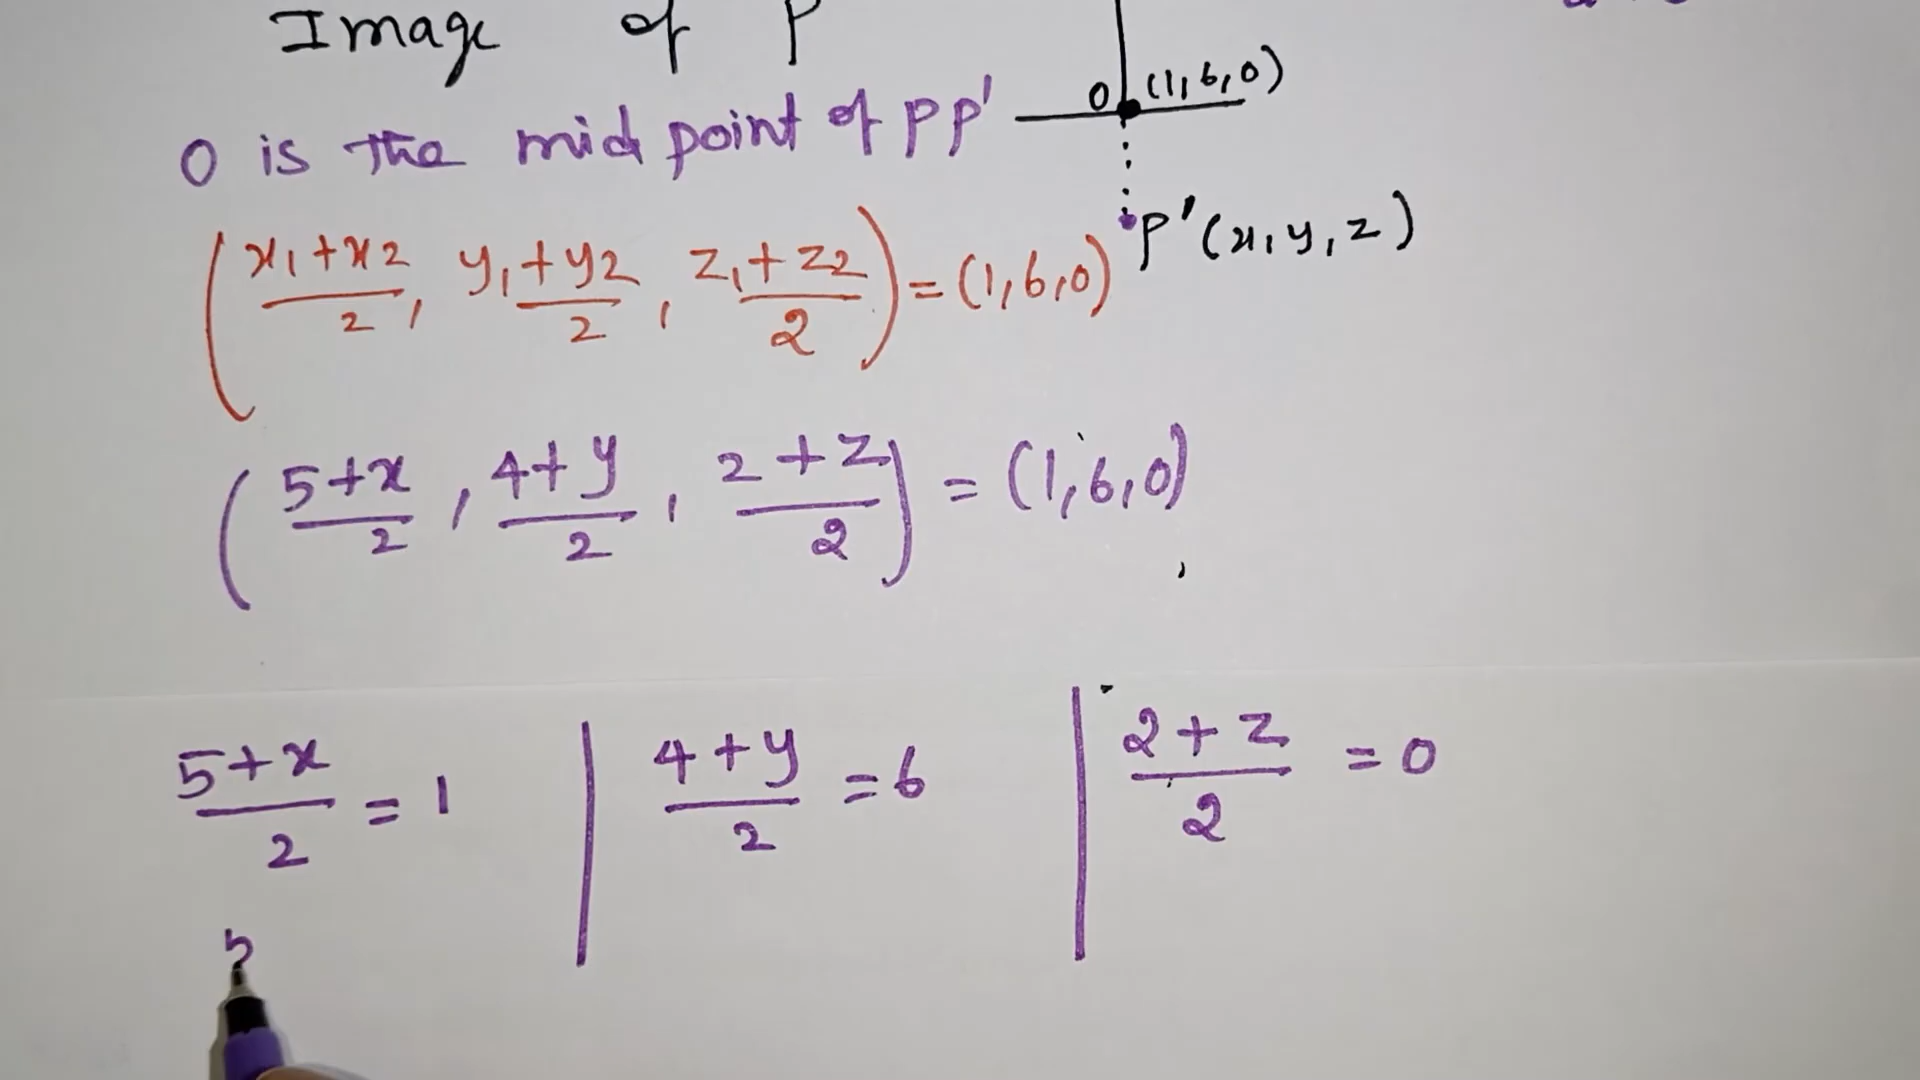 Image of P
O (1,6,0)
O is the mid point of PP'
P'(x,y,z)
(x1+x2/2, y1+y2/2, z1+z2/2) = (1,6,0)
(5+x/2, 4+y/2, 2+z/2) = (1,6,0)
5+x/2 = 1 | 4+y/2 = 6 | 2+z/2 = 0
5